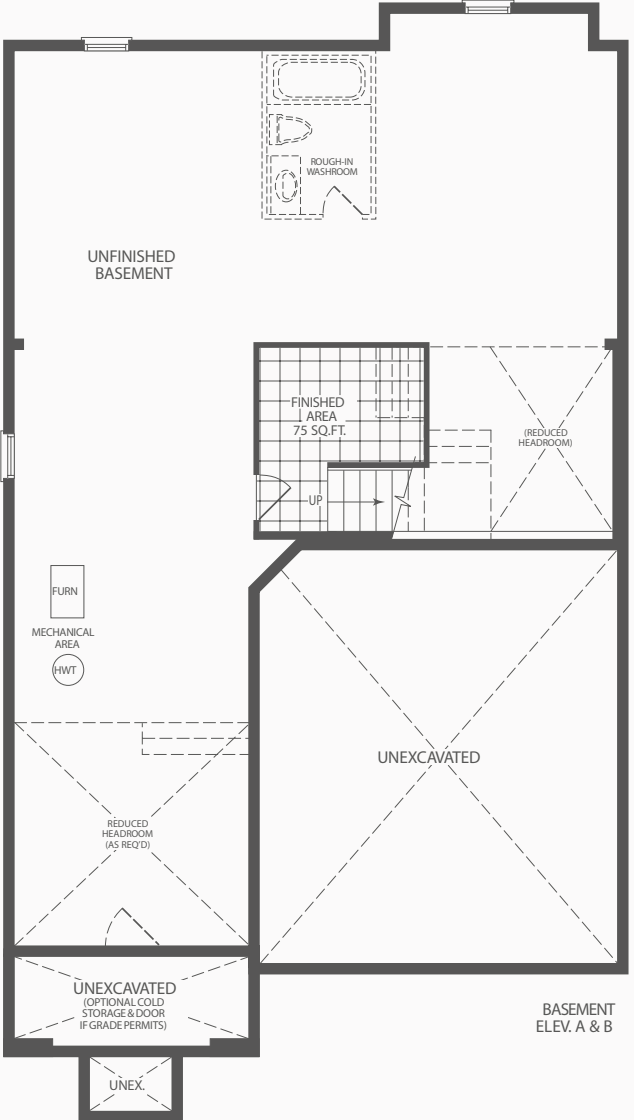 ROUGH-IN
WASHROOM
UNFINISHED
BASEMENT
FINISHED
AREA
75 SQ.FT.
(REDUCED
HEADROOM)
UP
FURN
MECHANICAL
AREA
HWT
UNEXCAVATED
REDUCED
HEADROOM
(AS REQ'D)
UNEXCAVATED
(OPTIONAL COLD
STORAGE & DOOR
IF GRADE PERMITS)
BASEMENT
ELEV. A & B
UNEX.